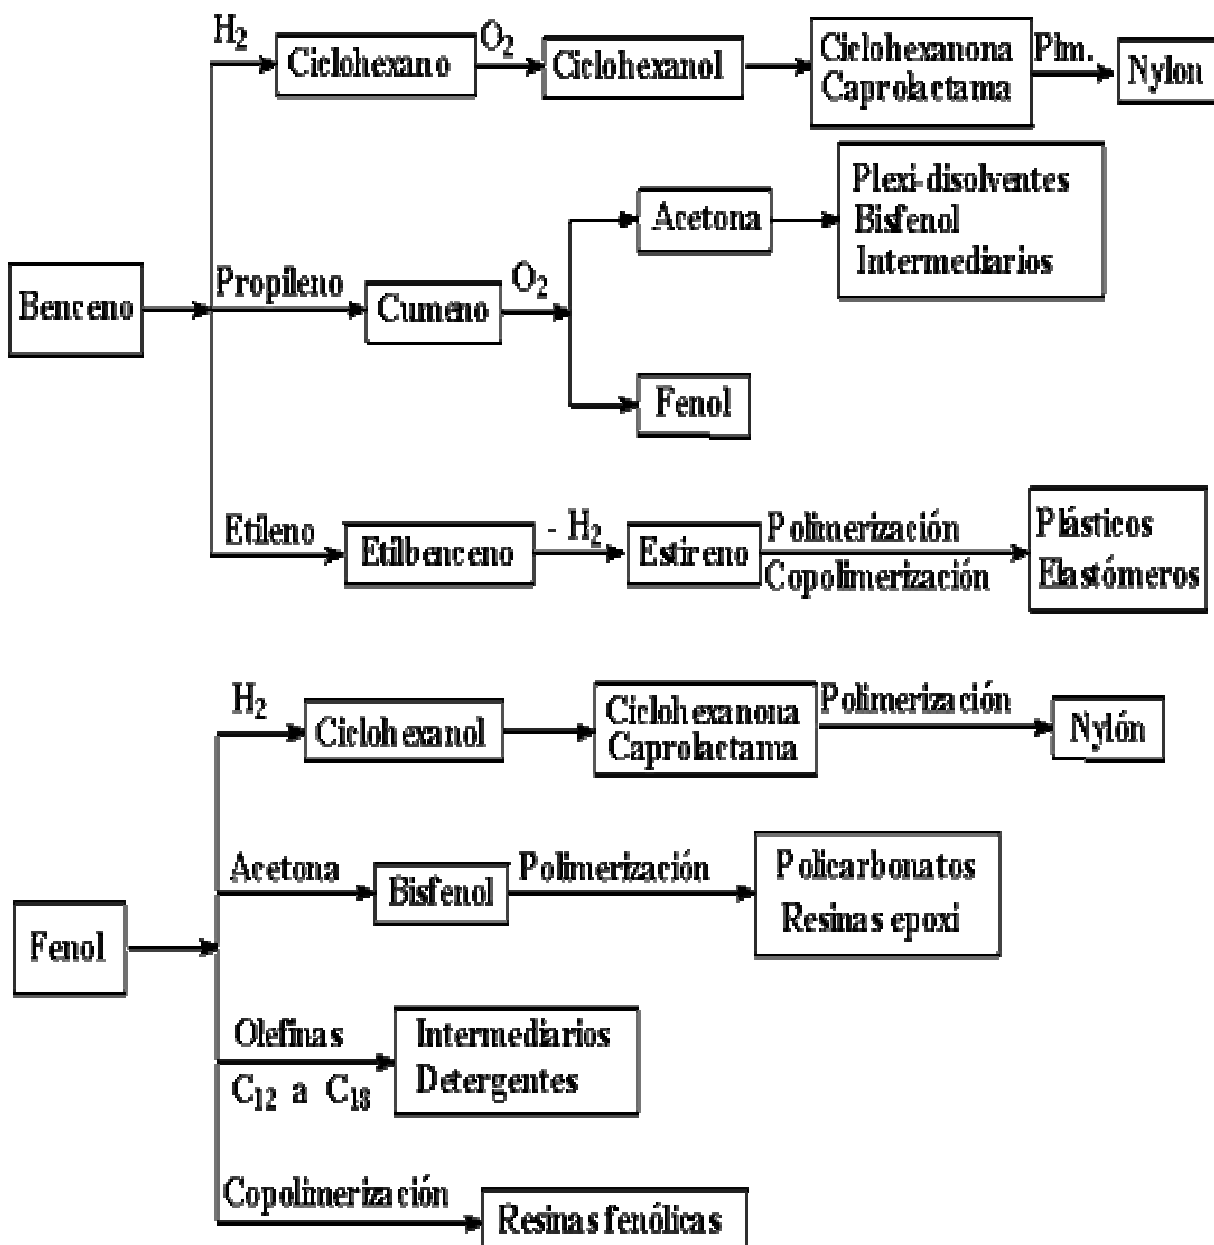 H2
Ciclohexano
O2
Ciclohexanol
Ciclohexanona
Caprolactama
Plm.
Nylon
Benceno
Propileno
Cumeno
O2
Acetona
Plexi-disolventes
Bisfenol
Intermediarios
Fenol
Etileno
Etilbenceno
- H2
Estireno
Polimerización
Copolimerización
Plásticos
Elastómeros
Fenol
H2
Ciclohexanol
Ciclohexanona
Caprolactama
Polimerización
Nylón
Acetona
Bisfenol
Polimerización
Policarbonatos
Resinas epoxi
Olefinas
C12 a C18
Intermediarios
Detergentes
Copolimerización
Resinas fenólicas